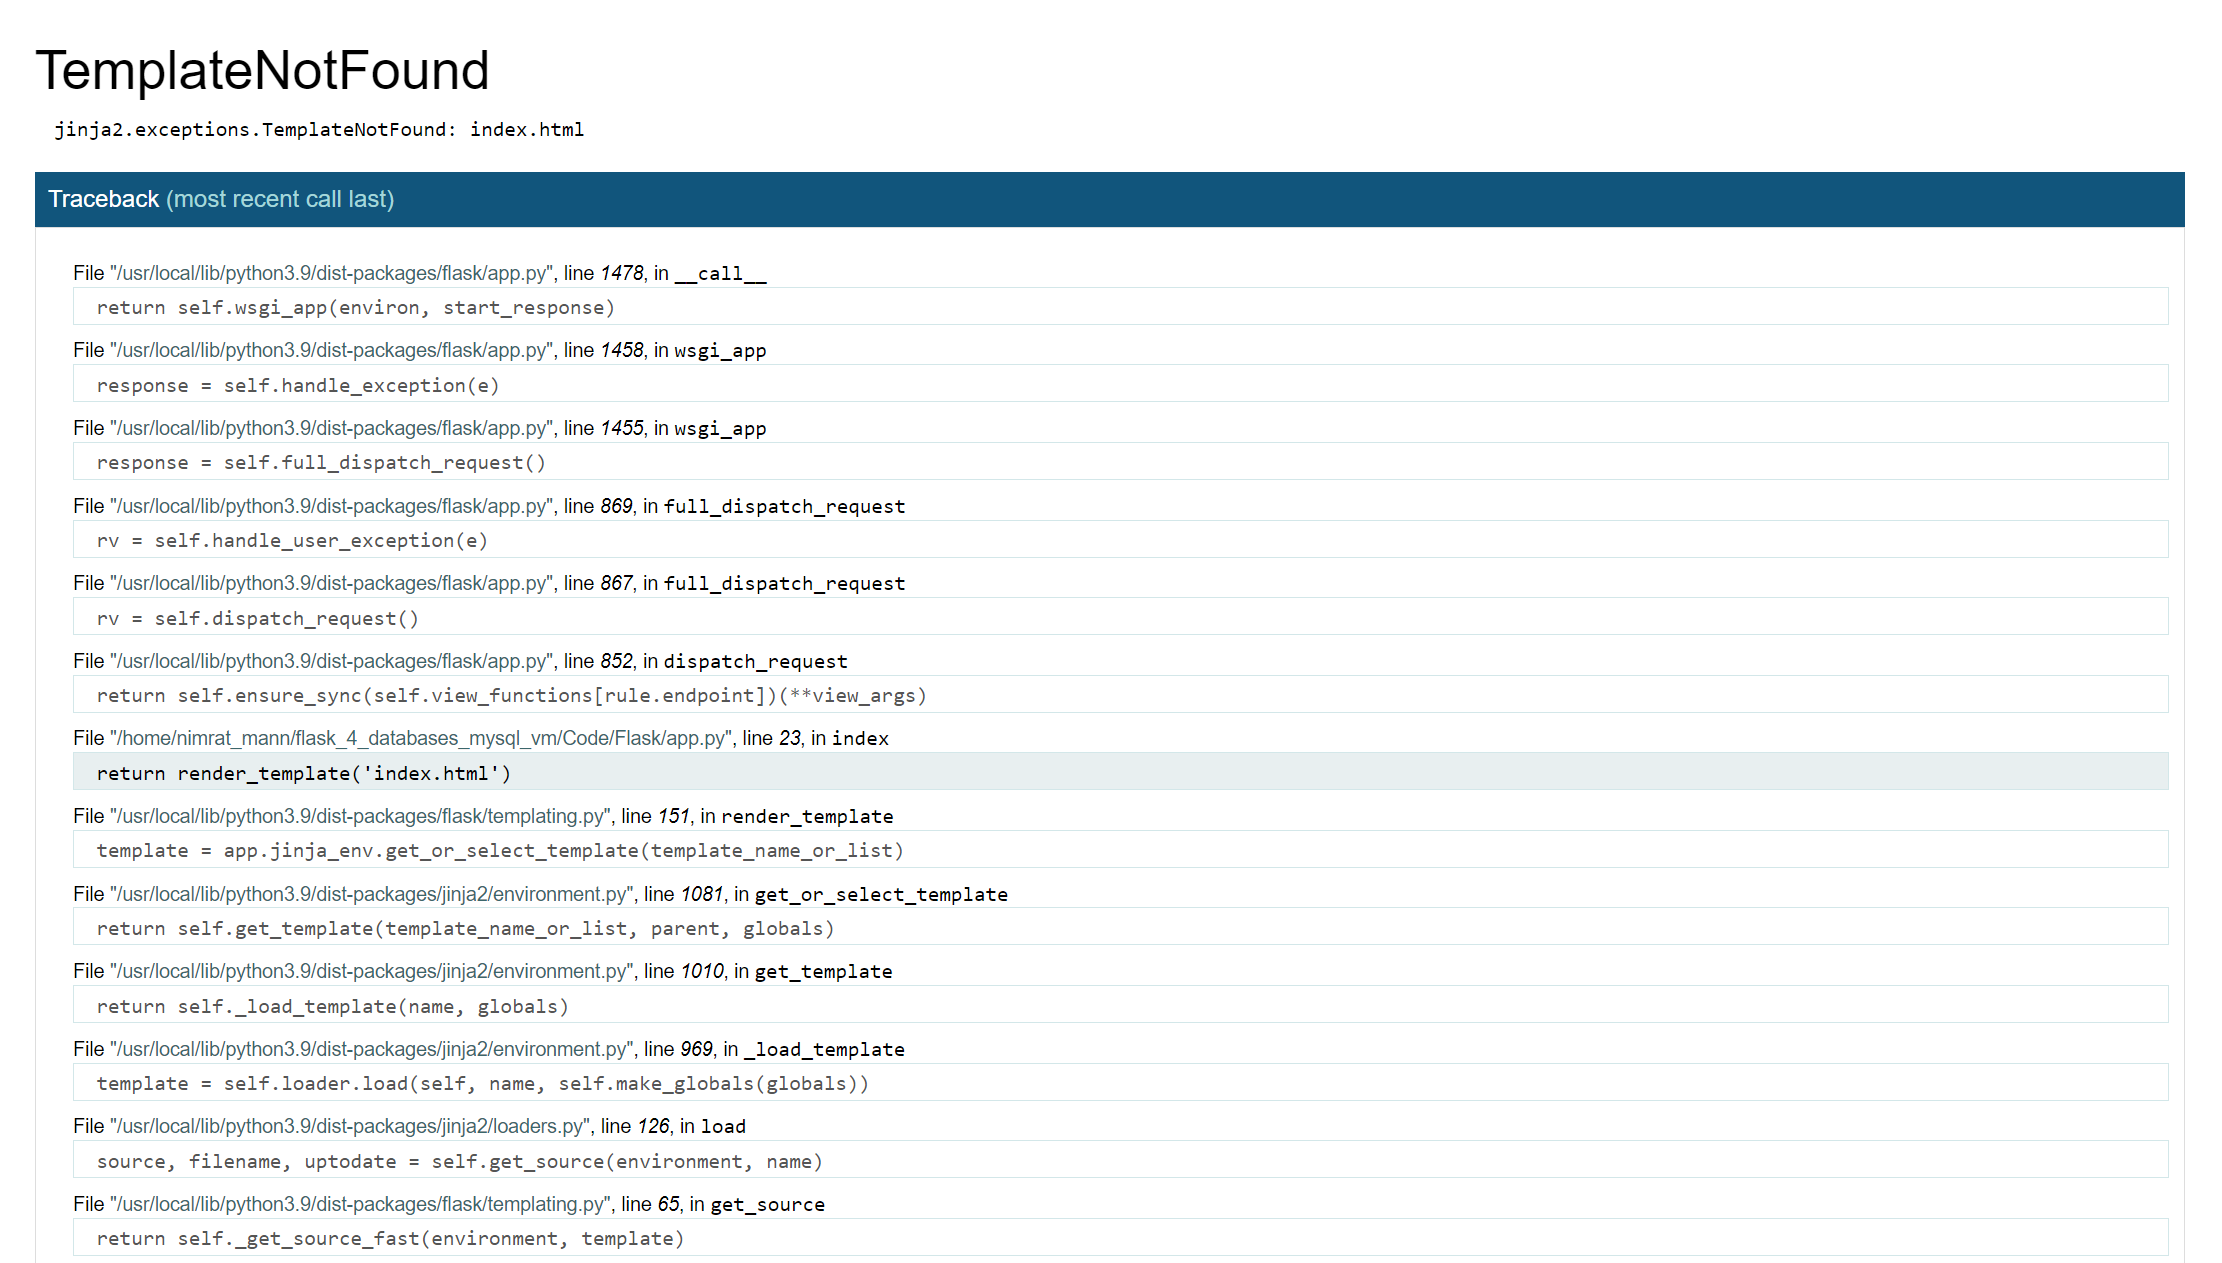 TemplateNotFound
jinja2.exceptions.TemplateNotFound: index.html
Traceback (most recent call last)
File "/usr/local/lib/python3.9/dist-packages/flask/app.py", line 1478, in __call__
return self.wsgi_app(environ, start_response)
File "/usr/local/lib/python3.9/dist-packages/flask/app.py", line 1458, in wsgi_app
response = self.handle_exception(e)
File "/usr/local/lib/python3.9/dist-packages/flask/app.py", line 1455, in wsgi_app
response = self.full_dispatch_request()
File "/usr/local/lib/python3.9/dist-packages/flask/app.py", line 869, in full_dispatch_request
rv = self.handle_user_exception(e)
File "/usr/local/lib/python3.9/dist-packages/flask/app.py", line 867, in full_dispatch_request
rv = self.dispatch_request()
File "/usr/local/lib/python3.9/dist-packages/flask/app.py", line 852, in dispatch_request
return self.ensure_sync(self.view_functions[rule.endpoint])(**view_args)
File "/home/nimrat_mann/flask_4_databases_mysql_vm/Code/Flask/app.py", line 23, in index
return render_template('index.html')
File "/usr/local/lib/python3.9/dist-packages/flask/templating.py", line 151, in render_template
template = app.jinja_env.get_or_select_template(template_name_or_list)
File "/usr/local/lib/python3.9/dist-packages/jinja2/environment.py", line 1081, in get_or_select_template
return self.get_template(template_name_or_list, parent, globals)
File "/usr/local/lib/python3.9/dist-packages/jinja2/environment.py", line 1010, in get_template
return self._load_template(name, globals)
File "/usr/local/lib/python3.9/dist-packages/jinja2/environment.py", line 969, in _load_template
template = self.loader.load(self, name, self.make_globals(globals))
File "/usr/local/lib/python3.9/dist-packages/jinja2/loaders.py", line 126, in load
source, filename, uptodate = self.get_source(environment, name)
File "/usr/local/lib/python3.9/dist-packages/flask/templating.py", line 65, in get_source
return self._get_source_fast(environment, template)